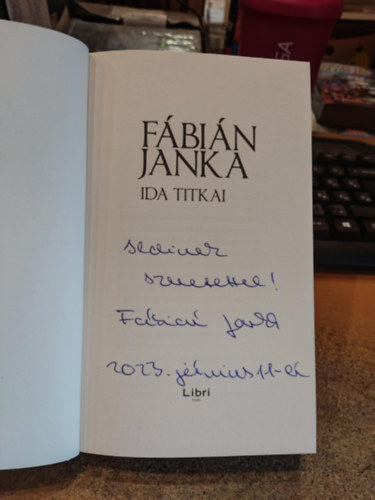 FÁBIÁN
JANKA
IDA TITKAI
szeretettel!
Fábián Janka
2023. június 11-én
Libri